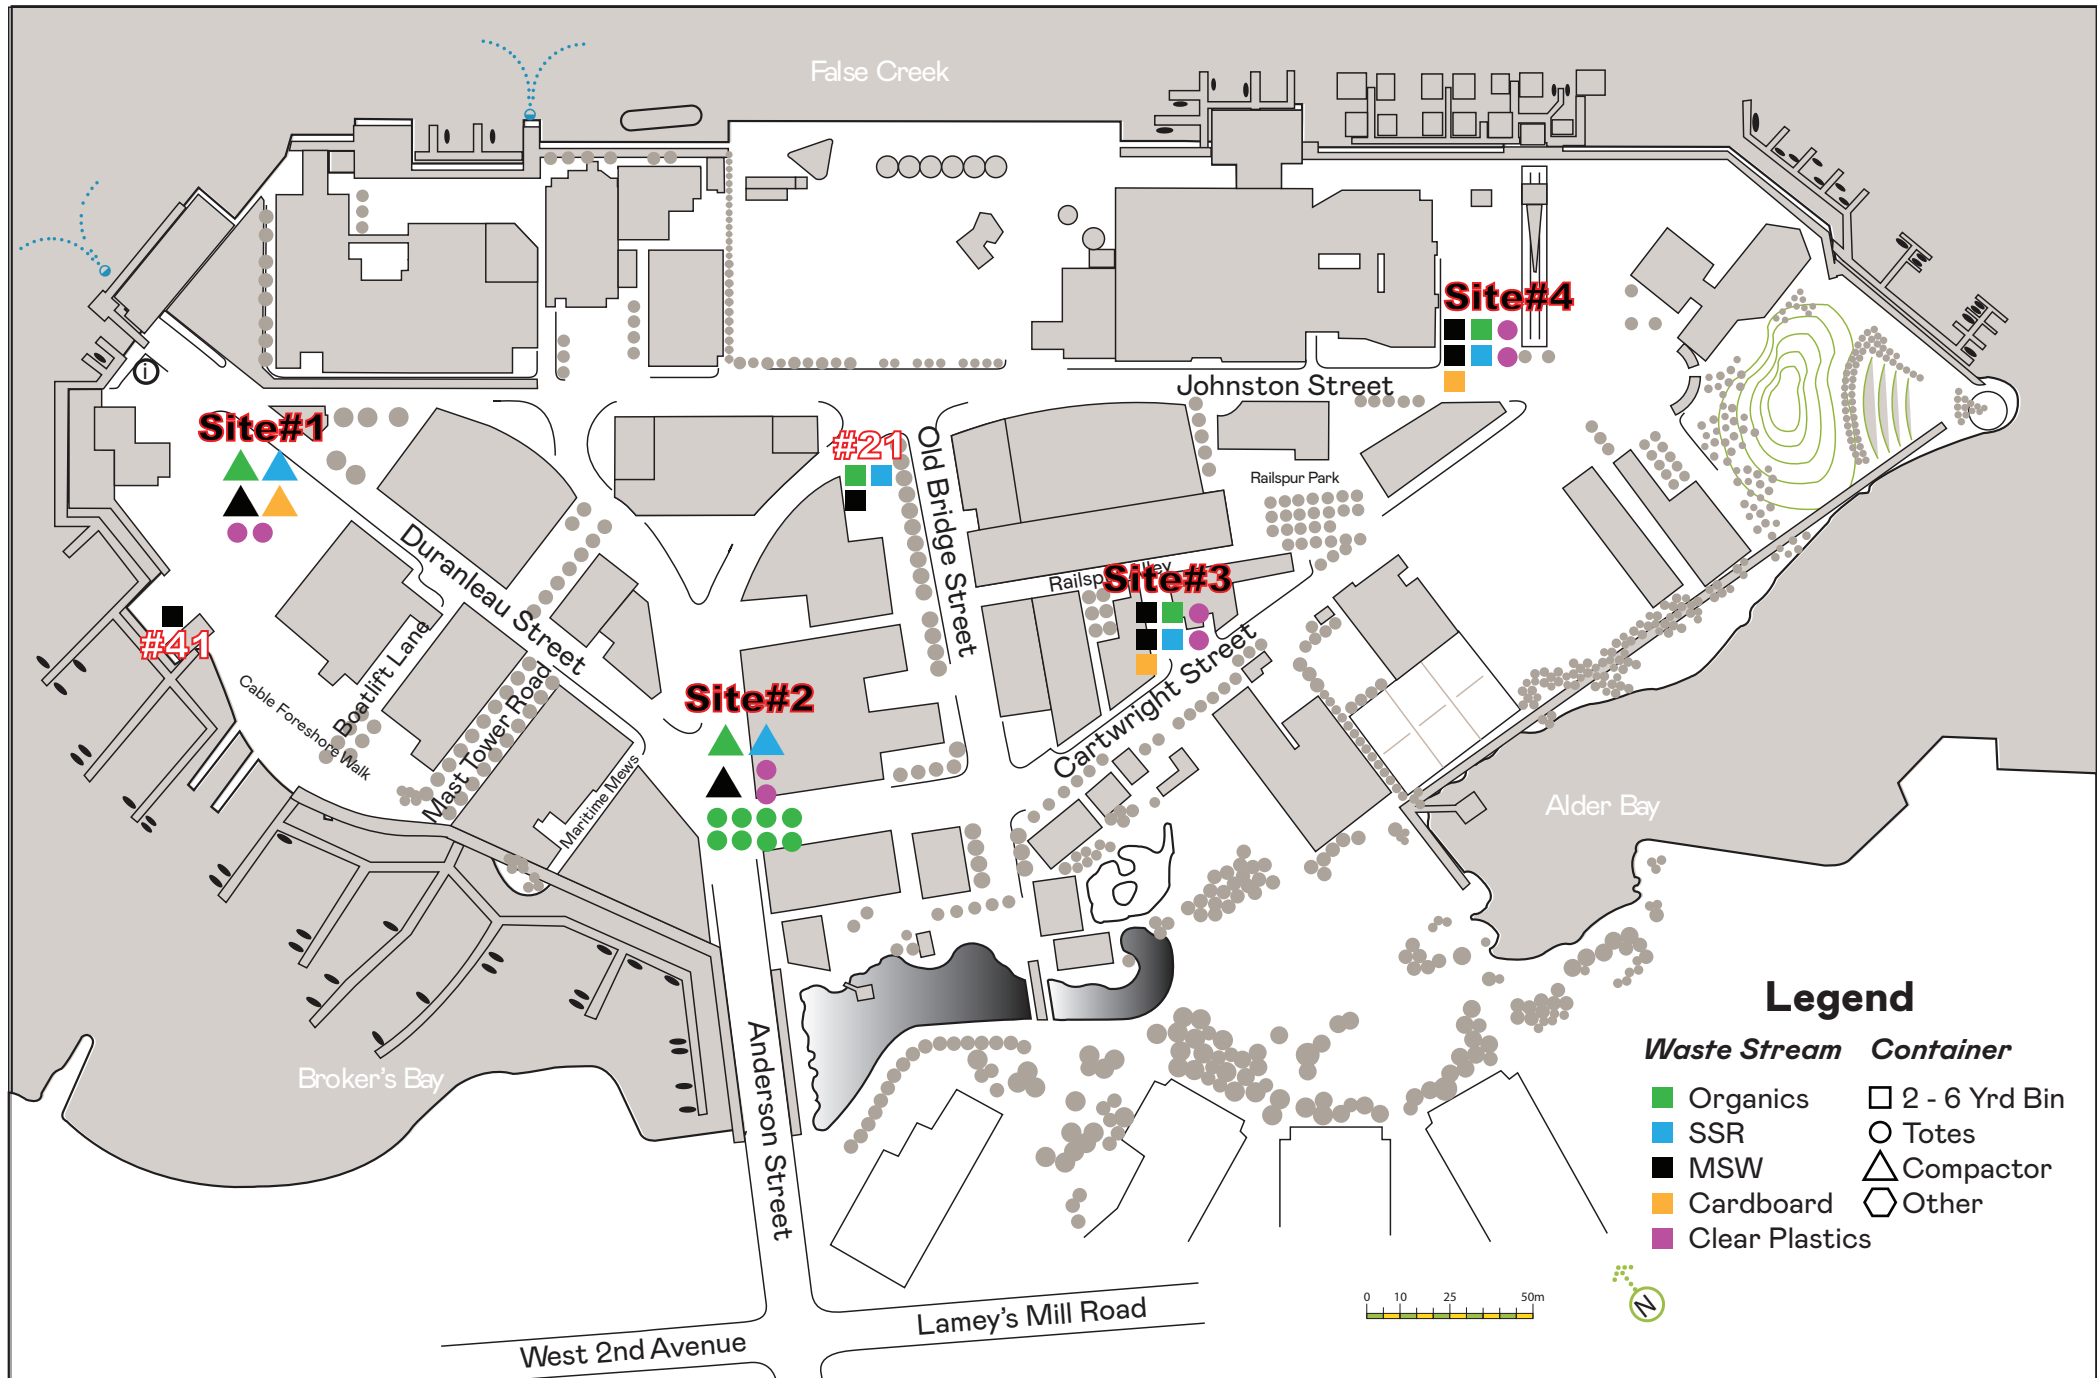 False Creek
Site#4
Johnston Street
i
Site#1
#21
Old Bridge Street
Railspur Park
Duranleau Street
Site#3
#41
Boatlift Lane
Cable Foreshore Walk
Mast Tower Road
Site#2
Cartwright Street
Maritime Mews
Alder Bay
Broker's Bay
Anderson Street
Legend
Waste Stream Container
Organics 2 - 6 Yrd Bin
SSR Totes
MSW Compactor
Cardboard Other
Clear Plastics
0 10 25 50m
N
Lamey's Mill Road
West 2nd Avenue